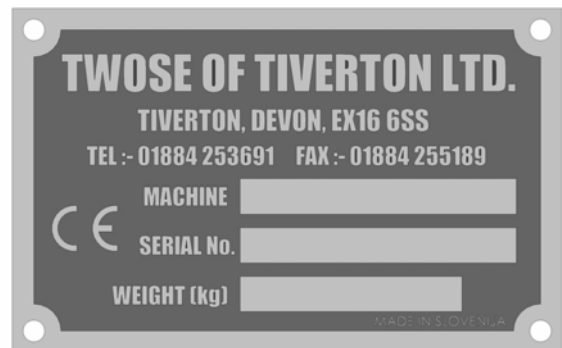 TWOSE OF TIVERTON LTD.
TIVERTON, DEVON, EX16 6SS
TEL :- 01884 253691 FAX :- 01884 255189
MACHINE
CE
SERIAL No.
WEIGHT (kg)
MADE IN SLOVENIJA